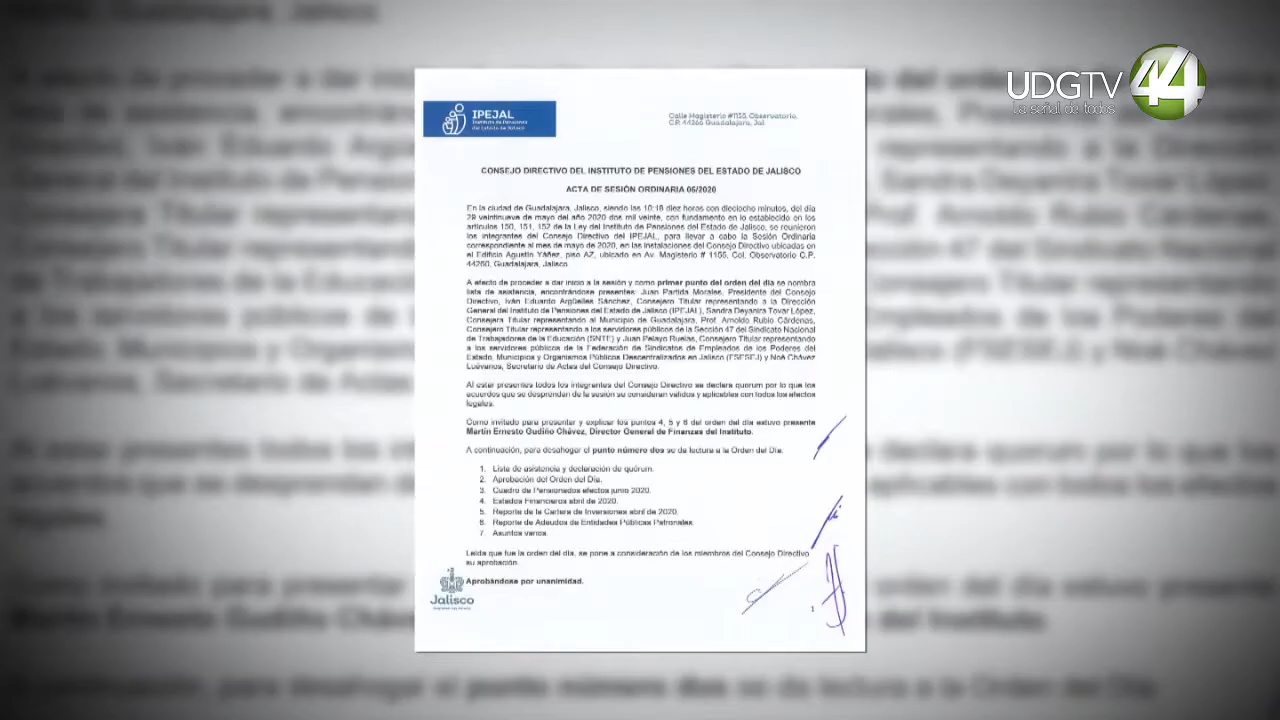 UDGTV 44
La señal de todos
IPEJAL
Instituto de Pensiones
del Estado de Jalisco
Calle Magisterio #1155, Observatorio,
C.P. 44266 Guadalajara, Jal.
CONSEJO DIRECTIVO DEL INSTITUTO DE PENSIONES DEL ESTADO DE JALISCO
ACTA DE SESIÓN ORDINARIA 05/2020
En la ciudad de Guadalajara, Jalisco, siendo las 10:18 diez horas con dieciocho minutos, del día
29 veintinueve de mayo del año 2020 dos mil veinte, con fundamento en lo establecido en los
artículos 150, 151, 152 de la Ley del Instituto de Pensiones del Estado de Jalisco, se reunieron
los integrantes del Consejo Directivo del IPEJAL, para llevar a cabo la Sesión Ordinaria
correspondiente al mes de mayo de 2020, en las instalaciones del Consejo Directivo ubicadas en
el Edificio Agustín Yáñez, piso AZ, ubicado en Av. Magisterio # 1155, Col. Observatorio C.P.
44260, Guadalajara, Jalisco.
A efecto de proceder a dar inicio a la sesión y como primer punto del orden del día se nombra
lista de asistencia, encontrándose presentes: Juan Partida Morales, Presidente del Consejo
Directivo, Iván Eduardo Argüelles Sánchez, Consejero Titular representando a la Dirección
General del Instituto de Pensiones del Estado de Jalisco (IPEJAL), Sandra Deyanira Tovar López,
Consejera Titular representando al Municipio de Guadalajara, Prof. Arnoldo Rubio Cárdenas,
Consejero Titular representando a los servidores públicos de la Sección 47 del Sindicato Nacional
de Trabajadores de la Educación (SNTE) y Juan Pelayo Ruelas, Consejero Titular representando
a los servidores públicos de la Federación de Sindicatos de Empleados de los Poderes del
Estado, Municipios y Organismos Públicos Descentralizados en Jalisco (FSESEJ) y Noé Chávez
Luévanos, Secretario de Actas del Consejo Directivo.
Al estar presentes todos los integrantes del Consejo Directivo se declara quorum por lo que los
acuerdos que se desprendan de la sesión se consideran válidos y aplicables con todos los efectos
legales.
Como invitado para presentar y explicar los puntos 4, 5 y 6 del orden del día estuvo presente
Martín Ernesto Gudiño Chávez, Director General de Finanzas del Instituto.
A continuación, para desahogar el punto número dos se da lectura a la Orden del Día.
1. Lista de asistencia y declaración de quórum.
2. Aprobación del Orden del Día.
3. Cuadro de Pensionados efectos junio 2020.
4. Estados Financieros abril de 2020.
5. Reporte de la Cartera de Inversiones abril de 2020.
6. Reporte de Adeudos de Entidades Públicas Patronales.
7. Asuntos varios.
Leída que fue la orden del día, se pone a consideración de los miembros del Consejo Directivo
su aprobación.
Aprobándose por unanimidad.
Jalisco
1